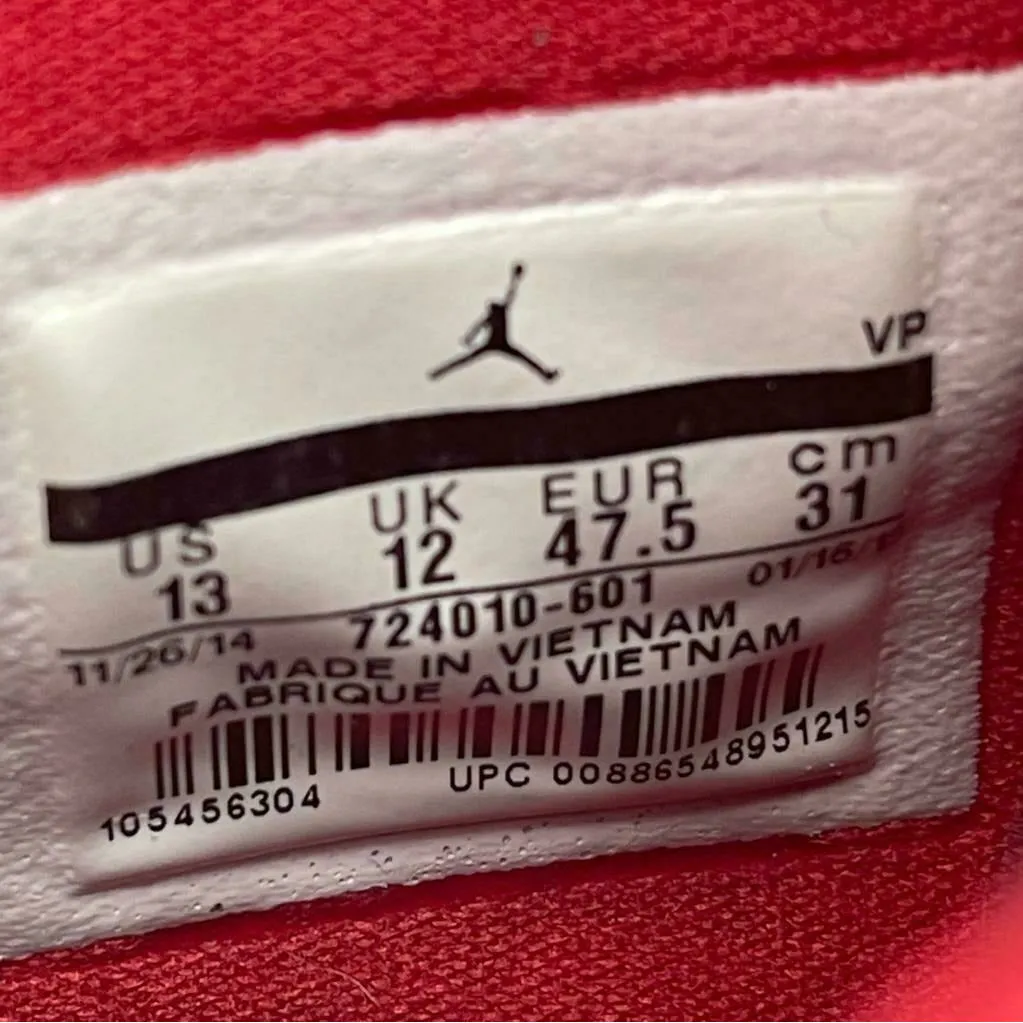 VP
US UK EUR cm
13 12 47.5 31
11/26/14 724010-601
MADE IN VIETNAM
FABRIQUE AU VIETNAM
105456304 UPC 00886548951215